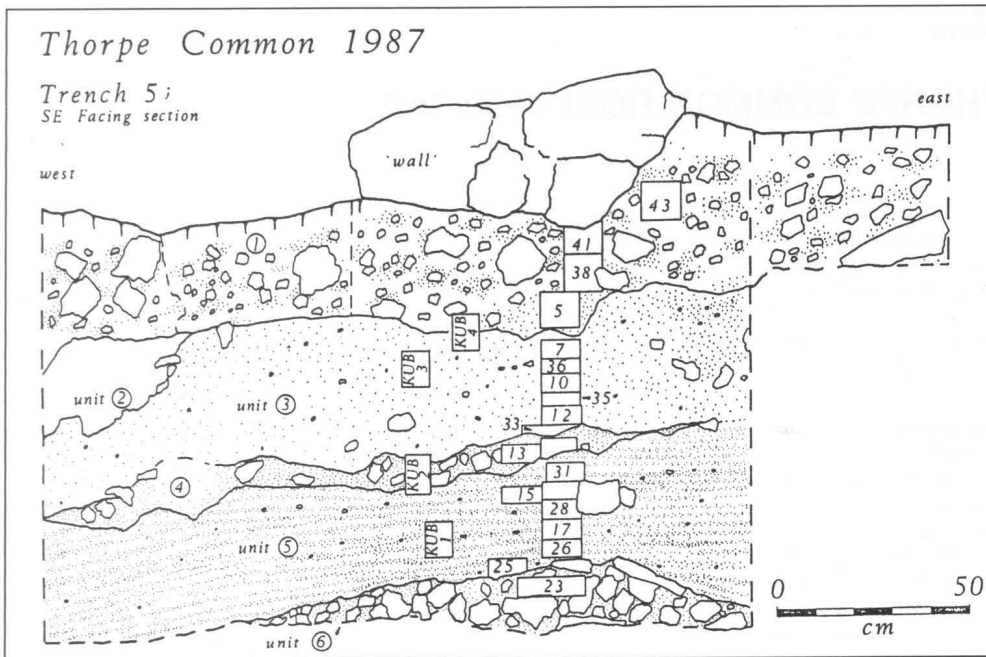 Thorpe Common 1987
Trench 5;
SE Facing section
east
west
'wall'
43
1
41
38
5
KUB 4
7
KUB 3
36
10
35
unit 2
unit 3
12
33
13
KUB
31
4
15
28
KUB 1
17
unit 5
26
25
23
0 50
cm
unit 6